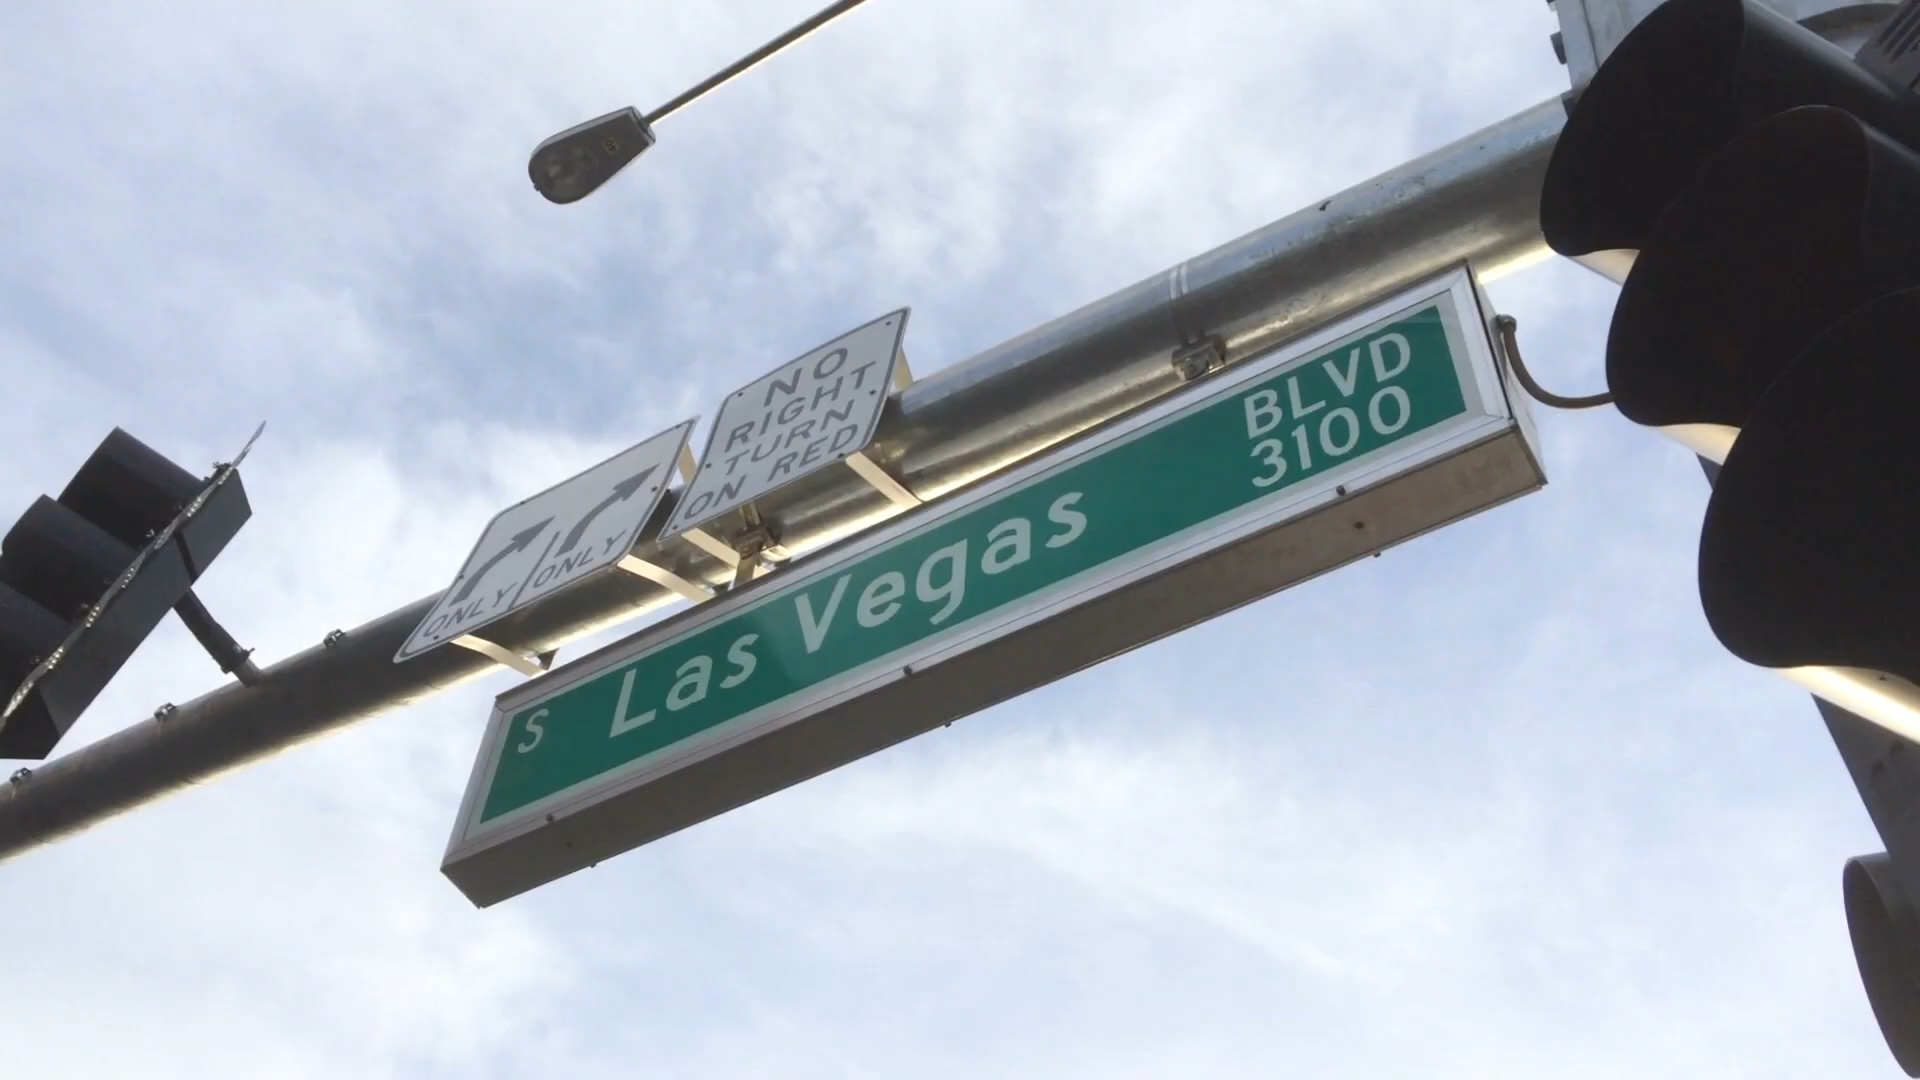 NO
RIGHT
TURN
ON RED
ONLY ONLY
S Las Vegas BLVD
3100